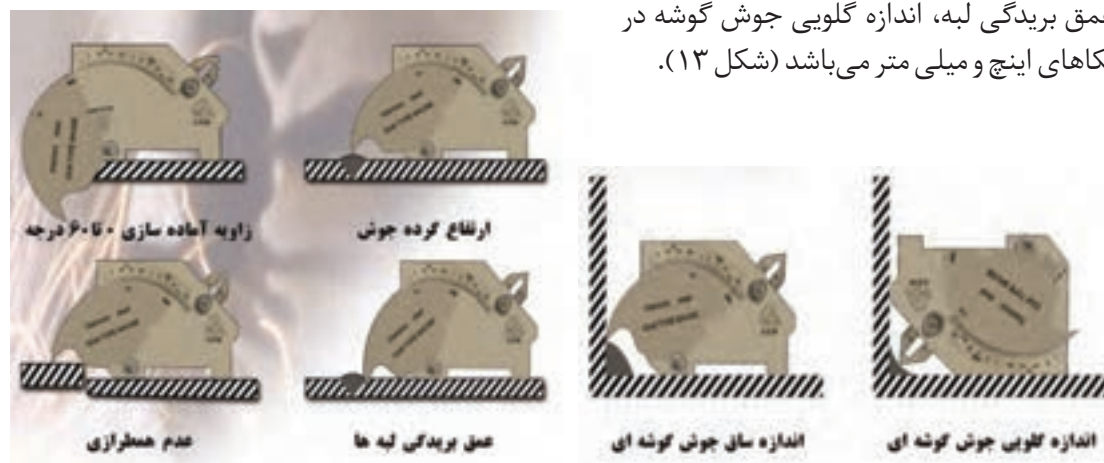 عمق بریدگی لبه، اندازه گلویی جوش گوشه در
کاهای اینچ و میلی متر می‌باشد (شکل ۱۳).
زاویه آماده سازی ۰ تا ۶۰ درجه
ارتفاع گرده جوش
عدم همطرازی
عمق بریدگی لبه ها
اندازه ساق جوش گوشه ای
اندازه گلویی جوش گوشه ای